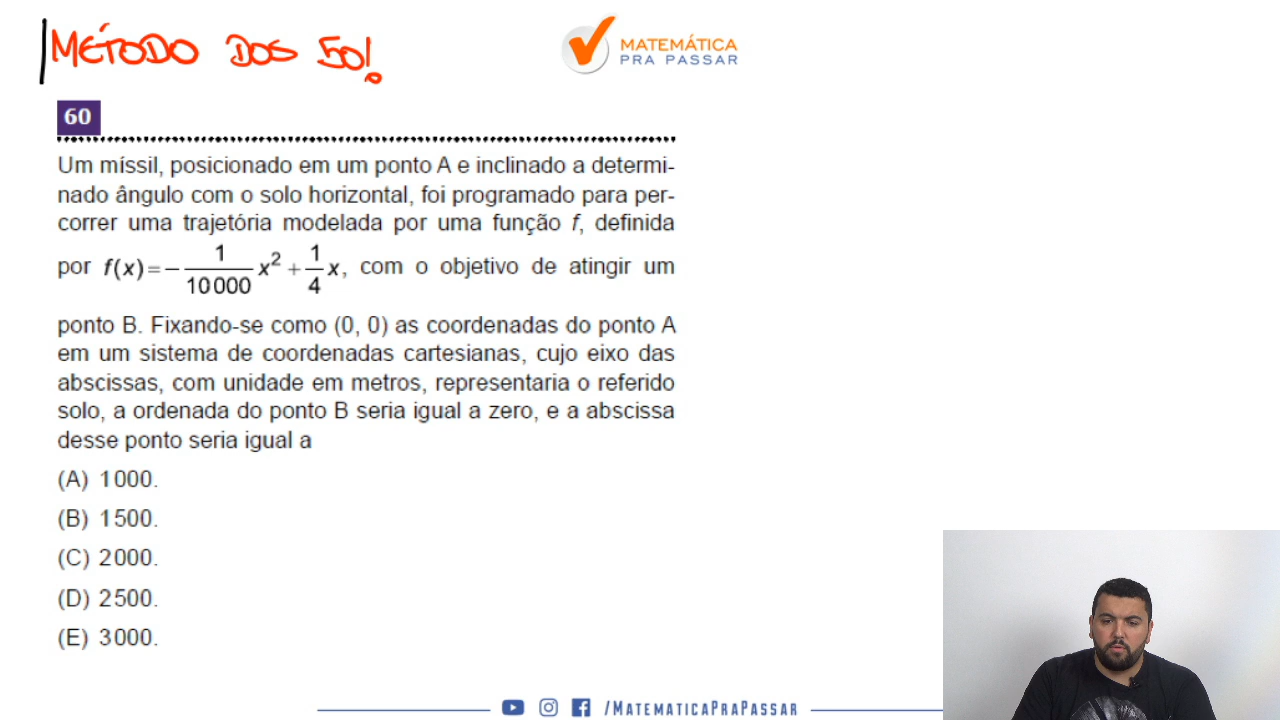 MÉTODO DOS 50!
MATEMÁTICA
PRA PASSAR
60
Um míssil, posicionado em um ponto A e inclinado a determi-
nado ângulo com o solo horizontal, foi programado para per-
correr uma trajetória modelada por uma função f, definida
por f(x) = - 1/10 000 x² + 1/4 x, com o objetivo de atingir um
ponto B. Fixando-se como (0, 0) as coordenadas do ponto A
em um sistema de coordenadas cartesianas, cujo eixo das
abscissas, com unidade em metros, representaria o referido
solo, a ordenada do ponto B seria igual a zero, e a abscissa
desse ponto seria igual a
(A) 1000.
(B) 1500.
(C) 2000.
(D) 2500.
(E) 3000.
/MATEMATICAPRAPASSAR